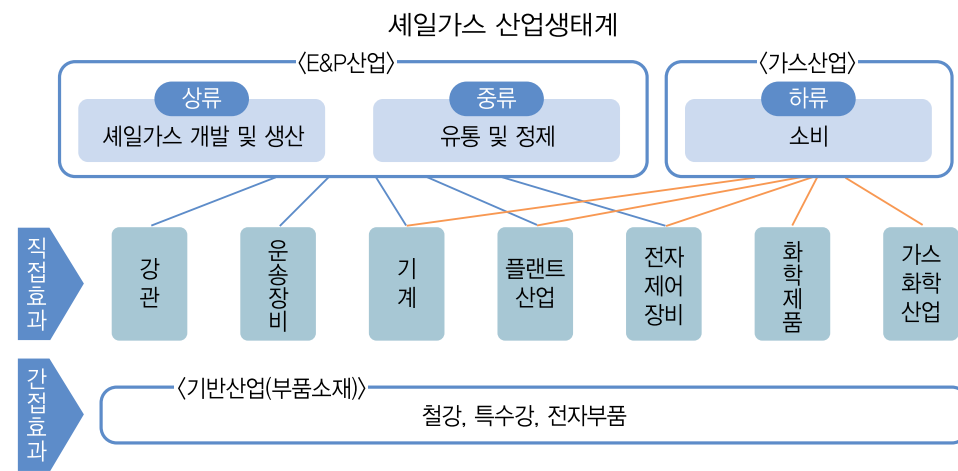 셰일가스 산업생태계
〈E&P산업〉
〈가스산업〉
상류
중류
하류
셰일가스 개발 및 생산
유통 및 정제
소비
직접효과
강관
운송장비
기계
플랜트
산업
전자
제어
장비
화학제품
가스
화학
산업
간접효과
〈기반산업(부품소재)〉
철강, 특수강, 전자부품